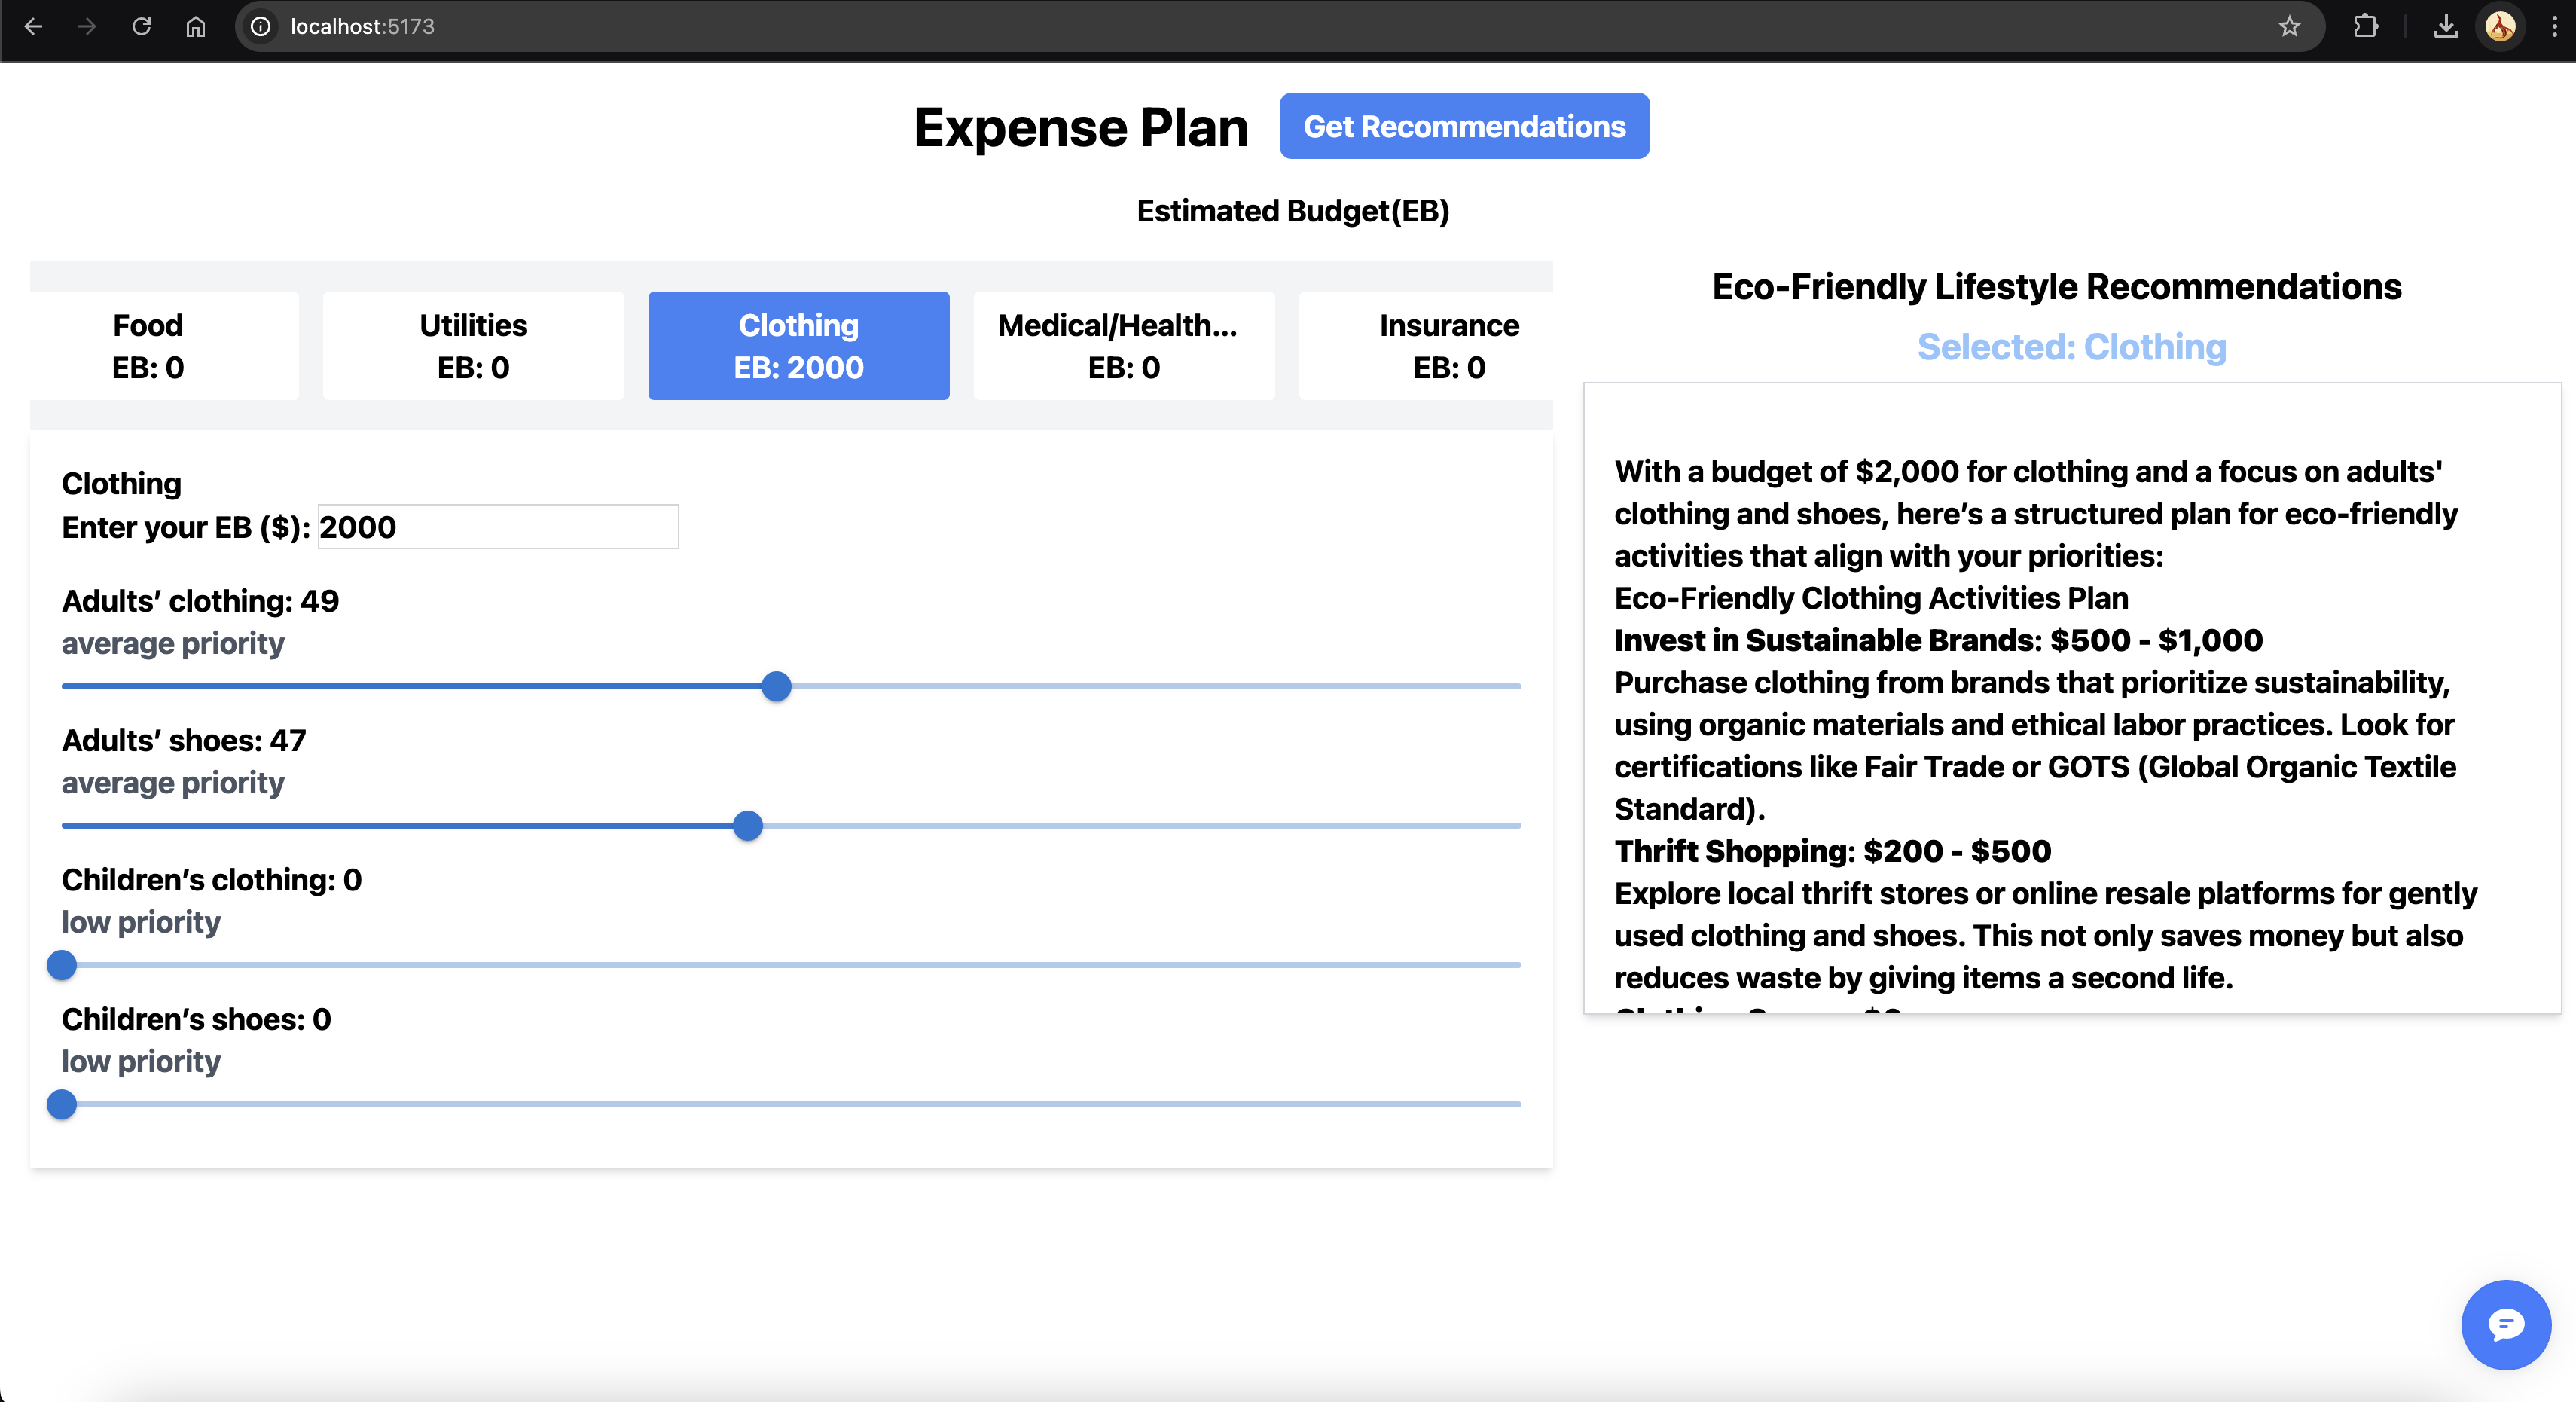 localhost:5173
Expense Plan
Get Recommendations
Estimated Budget(EB)
Food
EB: 0
Utilities
EB: 0
Clothing
EB: 2000
Medical/Health...
EB: 0
Insurance
EB: 0
Clothing
Enter your EB ($): 2000
Adults’ clothing: 49
average priority
Adults’ shoes: 47
average priority
Children’s clothing: 0
low priority
Children’s shoes: 0
low priority
Eco-Friendly Lifestyle Recommendations
Selected: Clothing
With a budget of $2,000 for clothing and a focus on adults'
clothing and shoes, here’s a structured plan for eco-friendly
activities that align with your priorities:
Eco-Friendly Clothing Activities Plan
Invest in Sustainable Brands: $500 - $1,000
Purchase clothing from brands that prioritize sustainability,
using organic materials and ethical labor practices. Look for
certifications like Fair Trade or GOTS (Global Organic Textile
Standard).
Thrift Shopping: $200 - $500
Explore local thrift stores or online resale platforms for gently
used clothing and shoes. This not only saves money but also
reduces waste by giving items a second life.